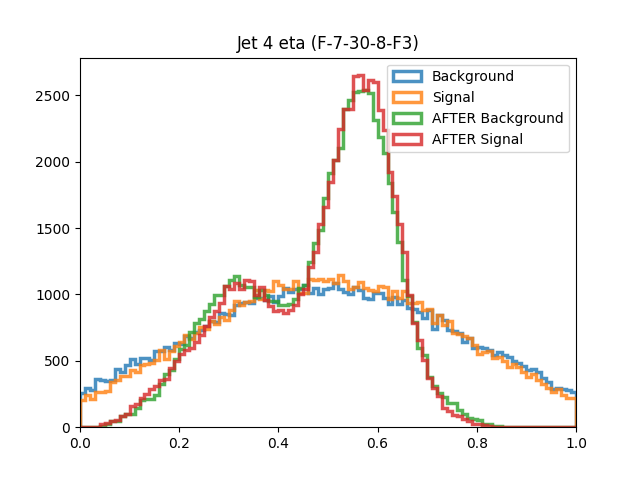 Jet 4 eta (F-7-30-8-F3)
Background
Signal
AFTER Background
AFTER Signal
2500
2000
1500
1000
500
0
0.0 0.2 0.4 0.6 0.8 1.0